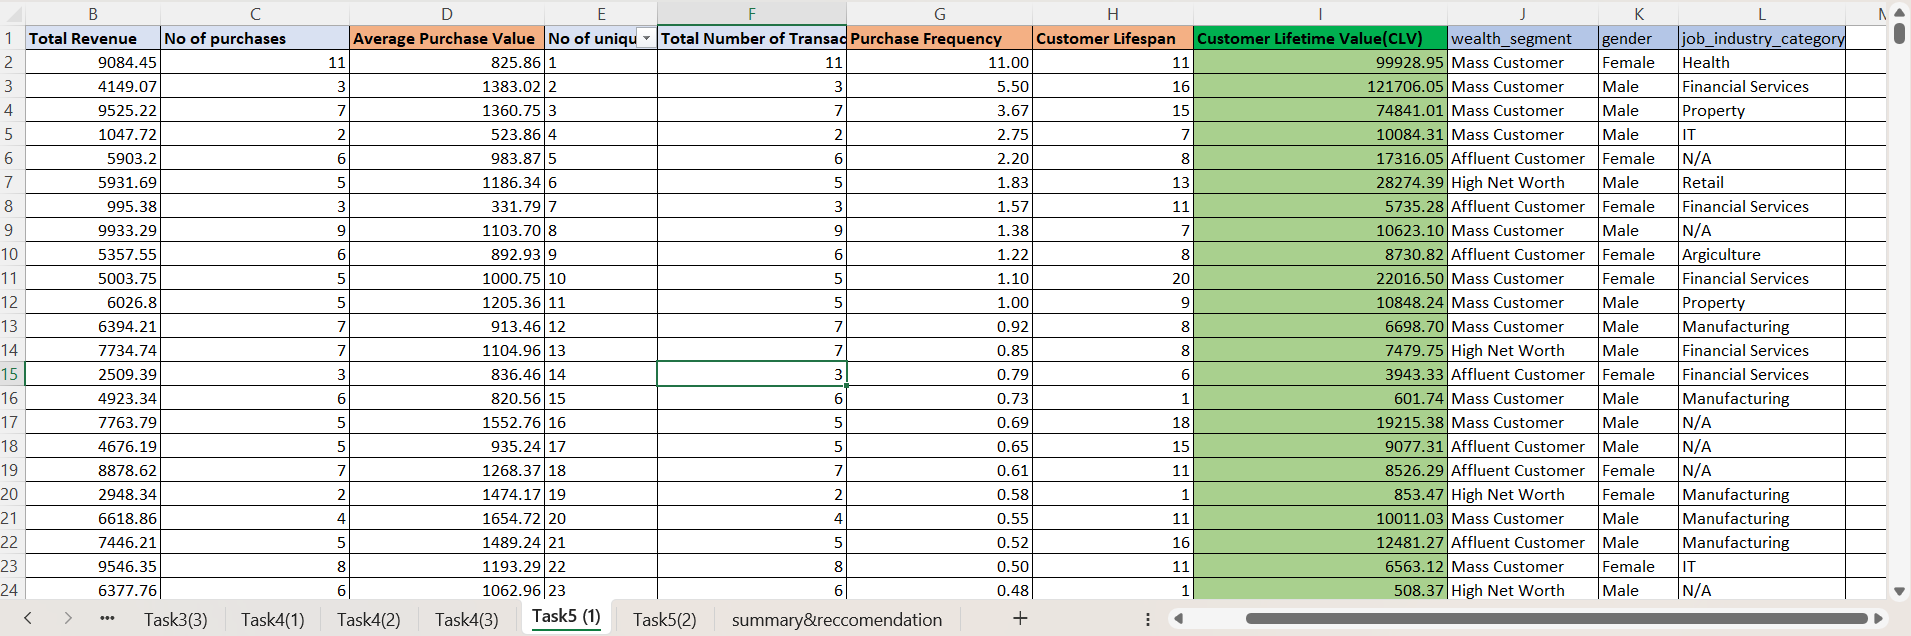 B C D E F G H I J K L
1 Total Revenue No of purchases Average Purchase Value No of uniqu Total Number of Transac Purchase Frequency Customer Lifespan Customer Lifetime Value(CLV) wealth_segment gender job_industry_category
2 9084.45 11 825.86 1 11 11.00 11 99928.95 Mass Customer Female Health
3 4149.07 3 1383.02 2 3 5.50 16 121706.05 Mass Customer Male Financial Services
4 9525.22 7 1360.75 3 7 3.67 15 74841.01 Mass Customer Male Property
5 1047.72 2 523.86 4 2 2.75 7 10084.31 Mass Customer Male IT
6 5903.2 6 983.87 5 6 2.20 8 17316.05 Affluent Customer Female N/A
7 5931.69 5 1186.34 6 5 1.83 13 28274.39 High Net Worth Male Retail
8 995.38 3 331.79 7 3 1.57 11 5735.28 Affluent Customer Female Financial Services
9 9933.29 9 1103.70 8 9 1.38 7 10623.10 Mass Customer Male N/A
10 5357.55 6 892.93 9 6 1.22 8 8730.82 Affluent Customer Female Argiculture
11 5003.75 5 1000.75 10 5 1.10 20 22016.50 Mass Customer Female Financial Services
12 6026.8 5 1205.36 11 5 1.00 9 10848.24 Mass Customer Male Property
13 6394.21 7 913.46 12 7 0.92 8 6698.70 Mass Customer Male Manufacturing
14 7734.74 7 1104.96 13 7 0.85 8 7479.75 High Net Worth Male Financial Services
15 2509.39 3 836.46 14 3 0.79 6 3943.33 Affluent Customer Female Financial Services
16 4923.34 6 820.56 15 6 0.73 1 601.74 Mass Customer Male Manufacturing
17 7763.79 5 1552.76 16 5 0.69 18 19215.38 Mass Customer Male N/A
18 4676.19 5 935.24 17 5 0.65 15 9077.31 Affluent Customer Male N/A
19 8878.62 7 1268.37 18 7 0.61 11 8526.29 Affluent Customer Female N/A
20 2948.34 2 1474.17 19 2 0.58 1 853.47 High Net Worth Female Manufacturing
21 6618.86 4 1654.72 20 4 0.55 11 10011.03 Mass Customer Male Manufacturing
22 7446.21 5 1489.24 21 5 0.52 16 12481.27 Affluent Customer Male Manufacturing
23 9546.35 8 1193.29 22 8 0.50 11 6563.12 Mass Customer Female IT
24 6377.76 6 1062.96 23 6 0.48 1 508.37 High Net Worth Male N/A
Task3(3) Task4(1) Task4(2) Task4(3) Task5 (1) Task5(2) summary&reccomendation